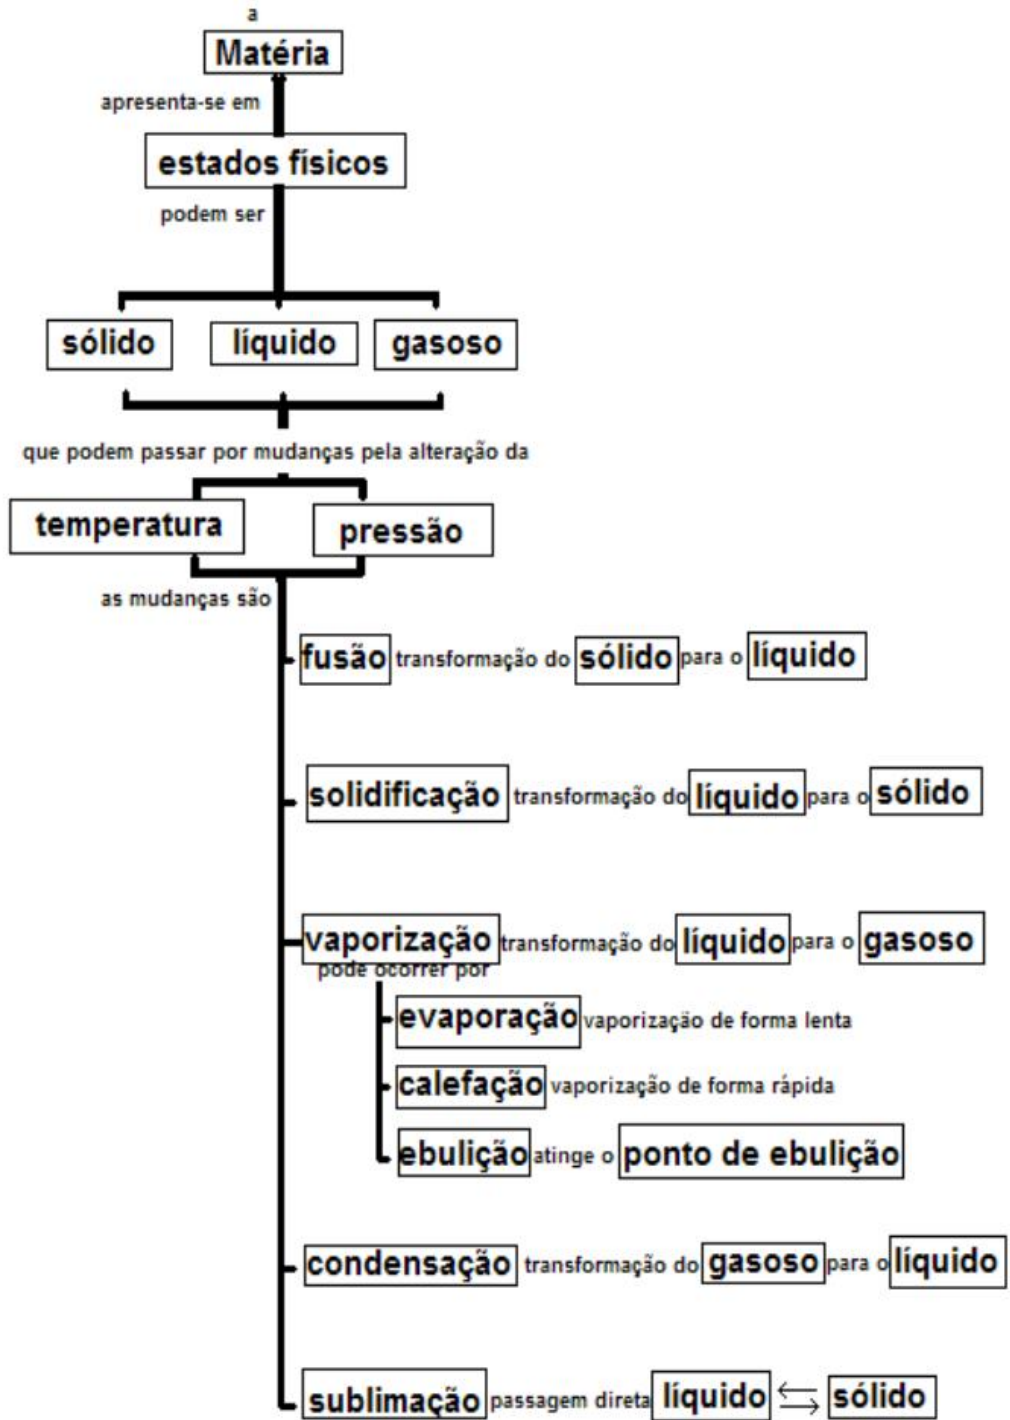 a
Matéria
apresenta-se em
estados físicos
podem ser
sólido líquido gasoso
que podem passar por mudanças pela alteração da
temperatura pressão
as mudanças são
fusão transformação do sólido para o líquido
solidificação transformação do líquido para o sólido
vaporização transformação do líquido para o gasoso
pode ocorrer por
evaporação vaporização de forma lenta
calefação vaporização de forma rápida
ebulição atinge o ponto de ebulição
condensação transformação do gasoso para o líquido
sublimação passagem direta líquido sólido